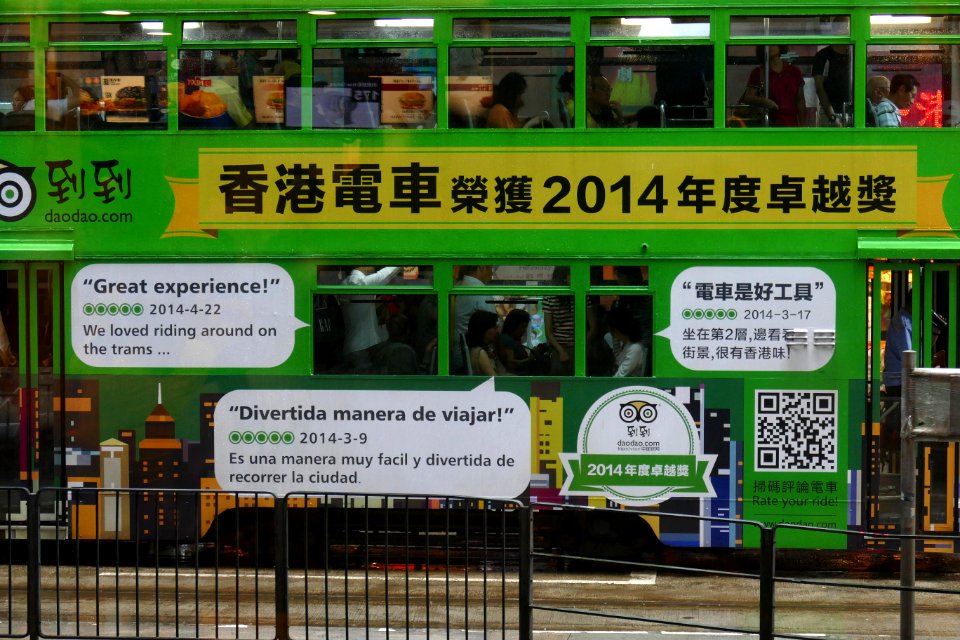 到到
daodao.com
香港電車 榮獲2014年度卓越獎
“Great experience!”
2014-4-22
We loved riding around on
the trams ...
“電車是好工具”
2014-3-17
坐在第2層,邊看
街景,很有香港味!
“Divertida manera de viajar!”
2014-3-9
Es una manera muy facil y divertida de
recorrer la ciudad.
到到
daodao.com
2014年度卓越獎
掃碼評論電車
Rate your ride!
www.daodao.com